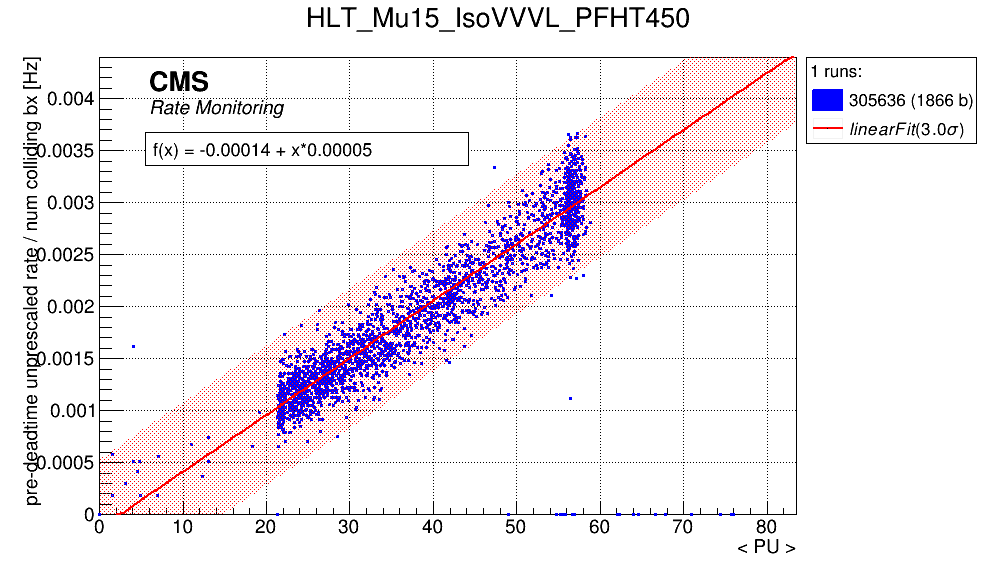 HLT_Mu15_IsoVVVL_PFHT450
pre-deadtime unprescaled rate / num colliding bx [Hz]
CMS
Rate Monitoring
f(x) = -0.00014 + x*0.00005
1 runs:
305636 (1866 b)
linearFit(3.0σ)
0.004
0.0035
0.003
0.0025
0.002
0.0015
0.001
0.0005
0
0 10 20 30 40 50 60 70 80
< PU >